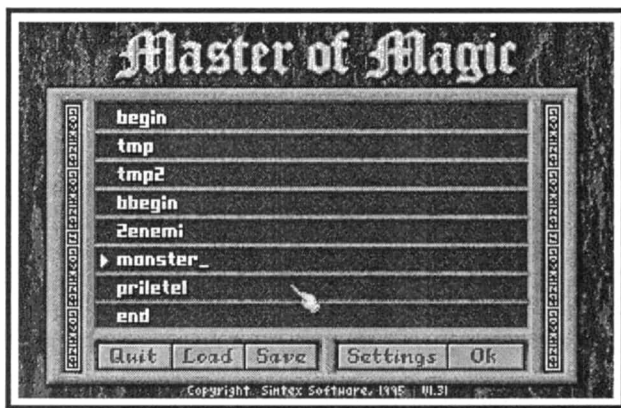 Master of Magic
begin
tmp
tmp2
bbegin
2enemi
monster_
priletel
end
Quit Load Save Settings Ok
Copyright Simtex Software, 1995 V1.31